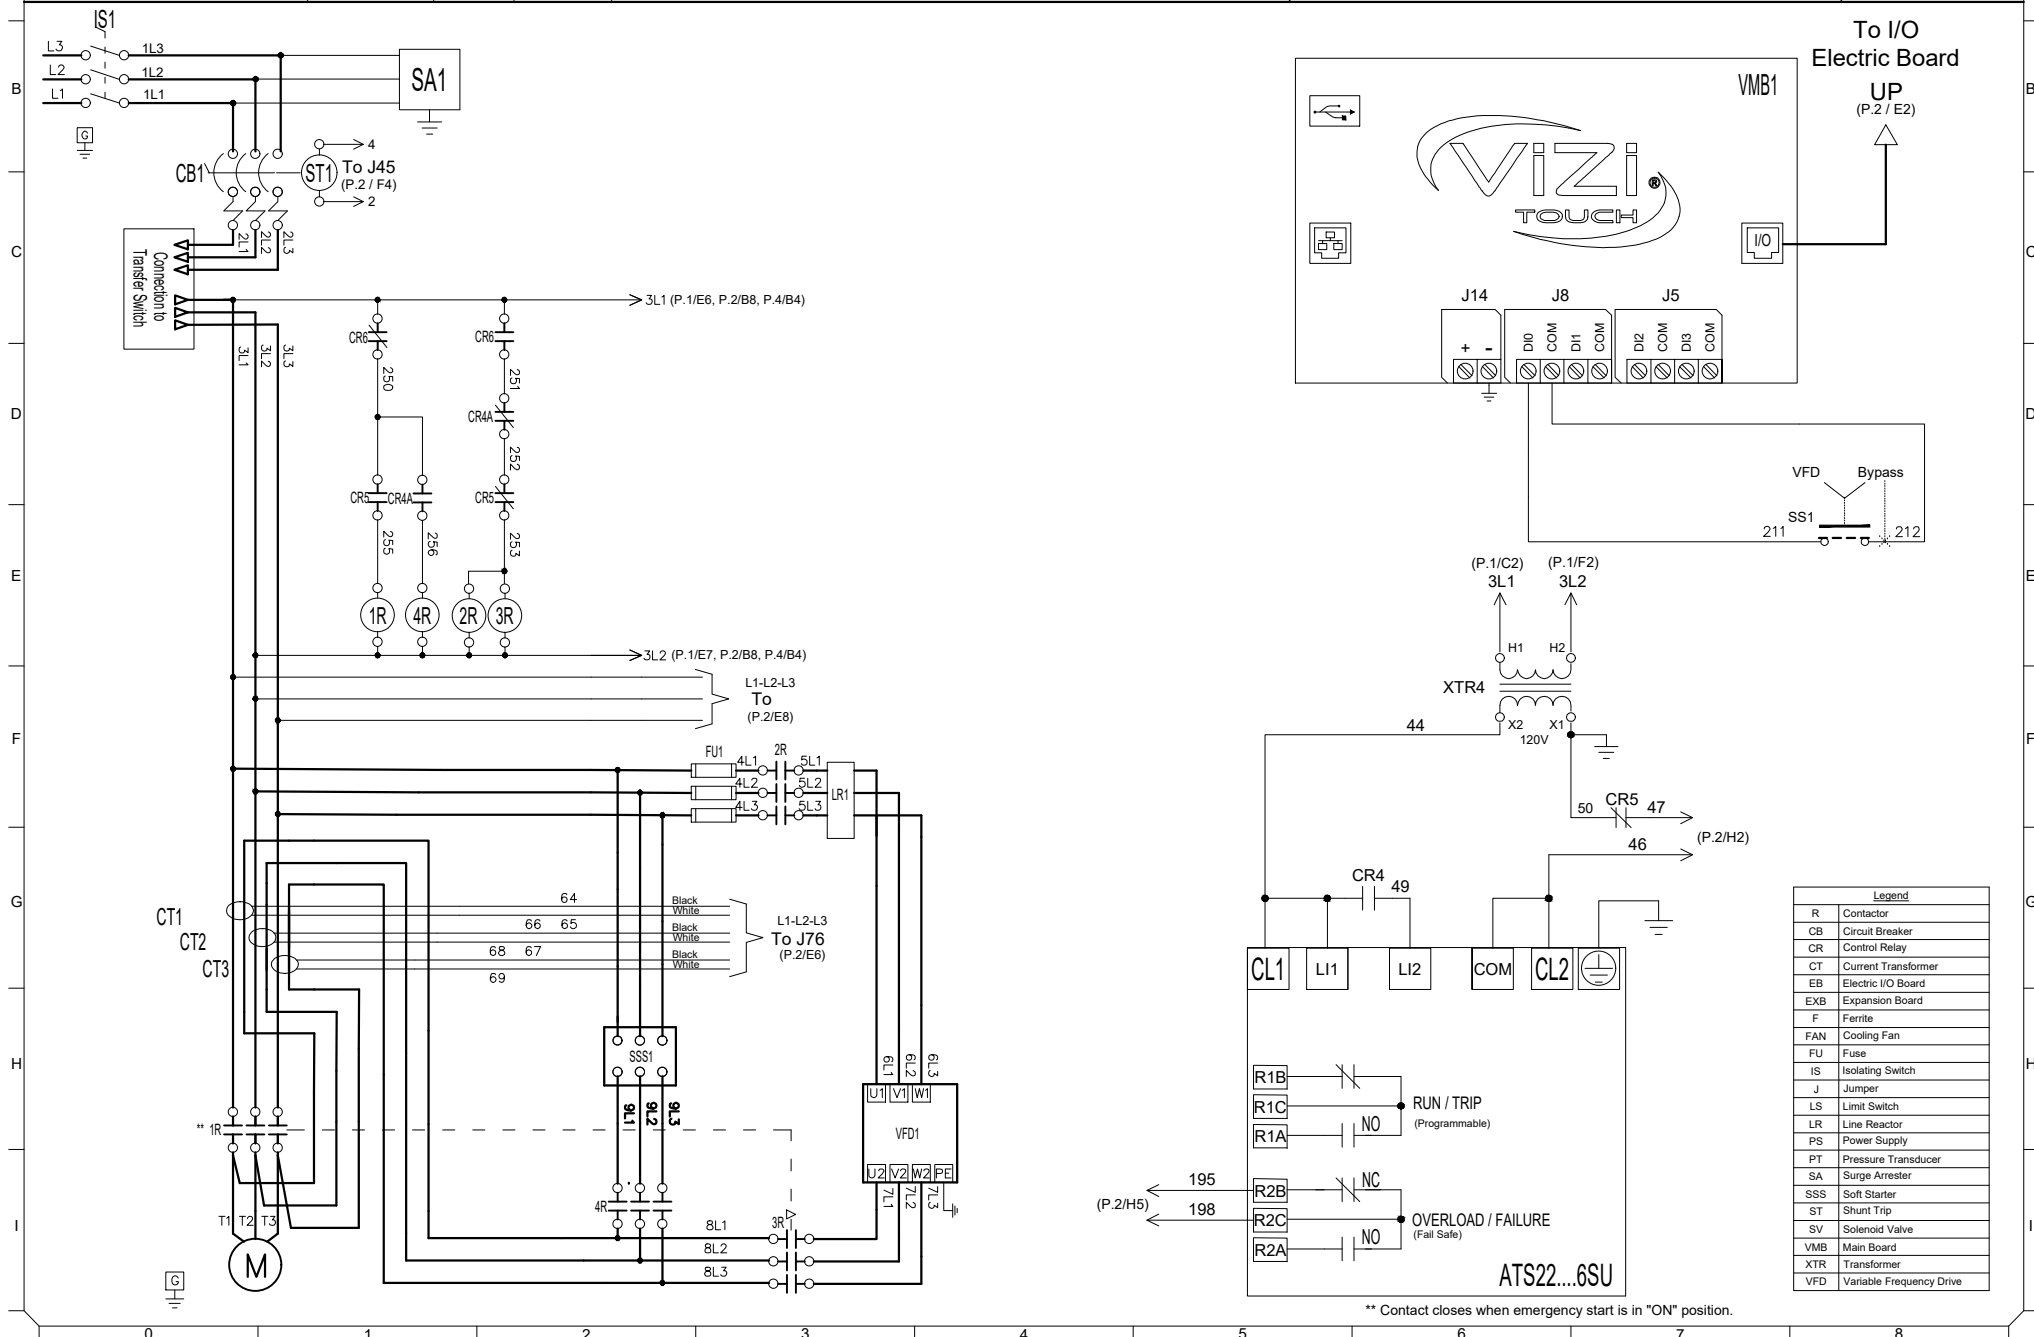 IS1
L3
1L3
L2
1L2
L1
1L1
SA1
G
CB1
ST1
4
To J45
(P.2 / F4)
2
2L1
2L2
2L3
Connection to
Transfer Switch
3L1 (P.1/E6, P.2/B8, P.4/B4)
3L1
3L2
3L3
CR6
CR6
250
251
CR4A
252
CR5
CR4A
CR5
255
256
253
1R
4R
2R
3R
3L2 (P.1/E7, P.2/B8, P.4/B4)
L1-L2-L3
To
(P.2/E8)
FU1
2R
4L1
5L1
4L2
5L2
4L3
5L3
LR1
CT1
CT2
CT3
64
66 65
68 67
69
Black
White
Black
White
Black
White
L1-L2-L3
To J76
(P.2/E6)
SSS1
9L1
9L2
9L3
6L1
6L2
6L3
U1
V1
W1
VFD1
U2
V2
W2
PE
7L1
7L2
7L3
** 1R
4R
3R
8L1
8L2
8L3
T1
T2
T3
M
G
To I/O
Electric Board
UP
(P.2 / E2)
VMB1
ViZi
®
TOUCH
I/O
J14
J8
J5
+
-
DI0
COM
DI1
COM
DI2
COM
DI3
COM
VFD
Bypass
SS1
211
212
(P.1/C2)
3L1
(P.1/F2)
3L2
H1
H2
XTR4
X2
X1
120V
44
50
CR5
47
46
(P.2/H2)
CR4
49
CL1
LI1
LI2
COM
CL2
R1B
R1C
R1A
NO
RUN / TRIP
(Programmable)
195
198
(P.2/H5)
R2B
R2C
R2A
NC
NO
OVERLOAD / FAILURE
(Fail Safe)
ATS22....6SU
** Contact closes when emergency start is in "ON" position.
Legend
R Contactor
CB Circuit Breaker
CR Control Relay
CT Current Transformer
EB Electric I/O Board
EXB Expansion Board
F Ferrite
FAN Cooling Fan
FU Fuse
IS Isolating Switch
J Jumper
LS Limit Switch
LR Line Reactor
PS Power Supply
PT Pressure Transducer
SA Surge Arrester
SSS Soft Starter
ST Shunt Trip
SV Solenoid Valve
VMB Main Board
XTR Transformer
VFD Variable Frequency Drive
B
C
D
E
F
G
H
I
B
C
D
E
F
G
H
I
0 1 2 3 4 5 6 7 8